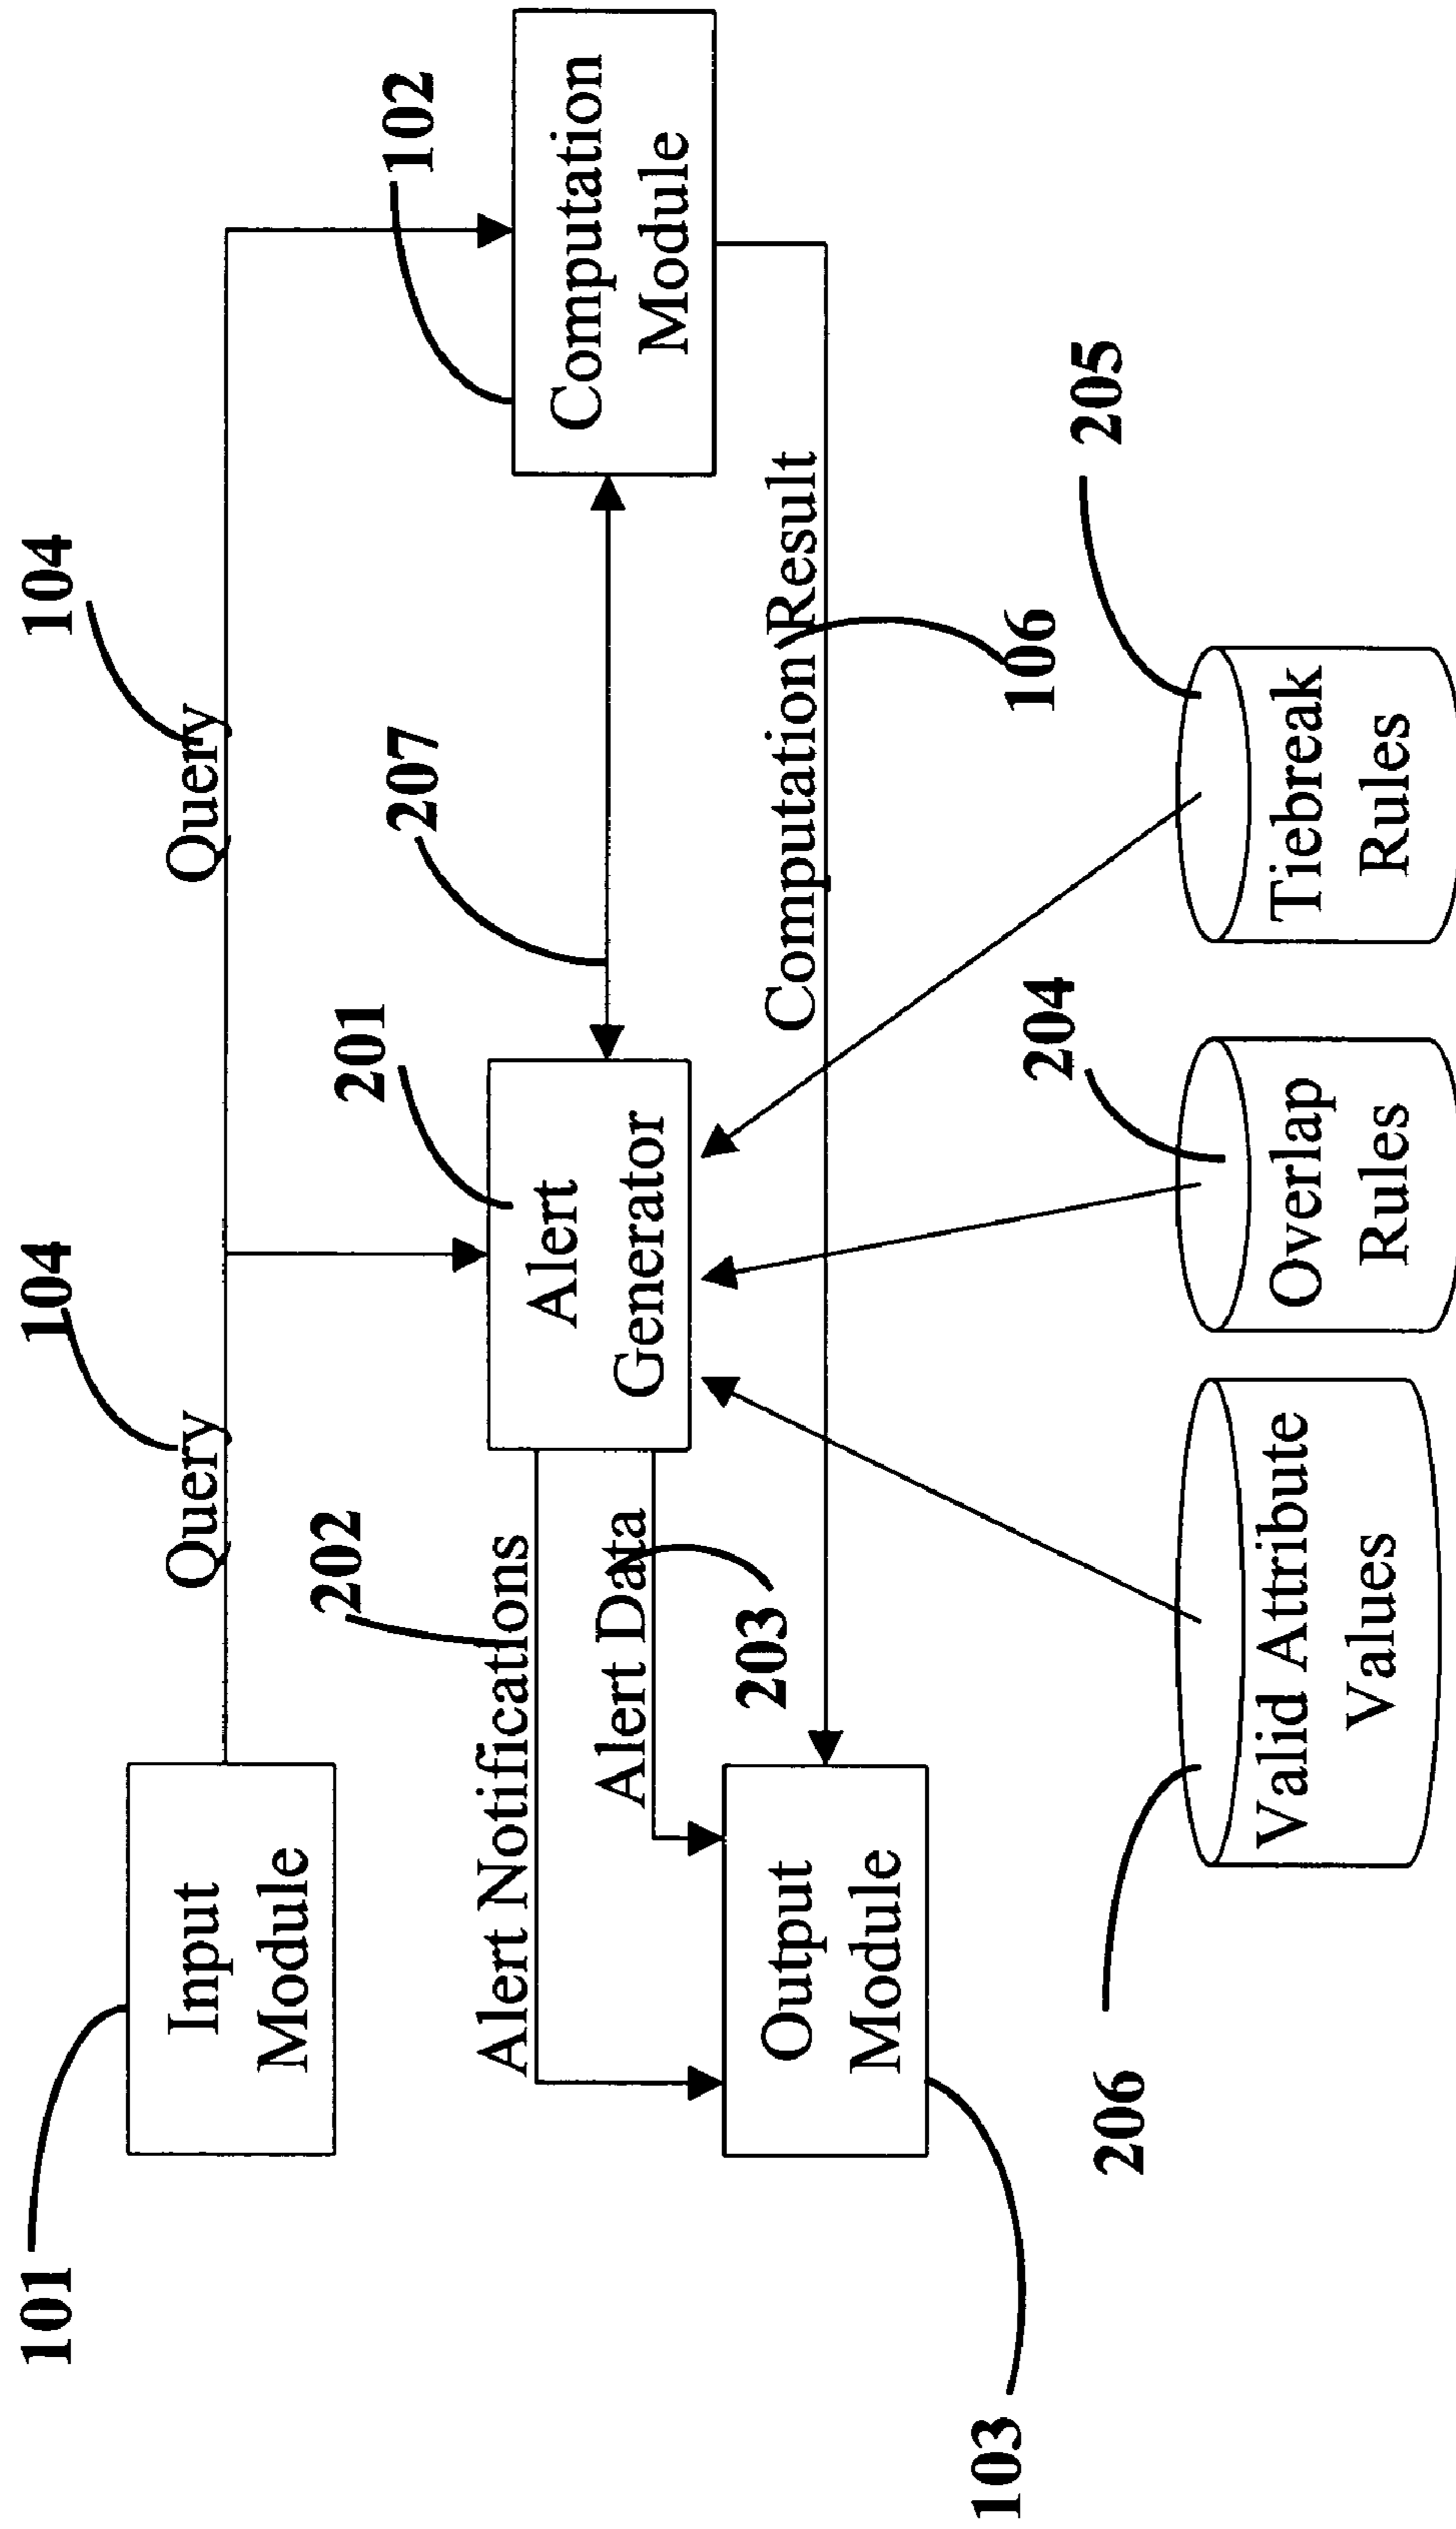 101
104
104
Input
Module
Query
Query
201
207
102
Alert
Generator
Computation
Module
202
Alert Notifications
Alert Data
203
Computation Result
106
Output
Module
103
206
Valid Attribute
Values
204
Overlap
Rules
205
Tiebreak
Rules